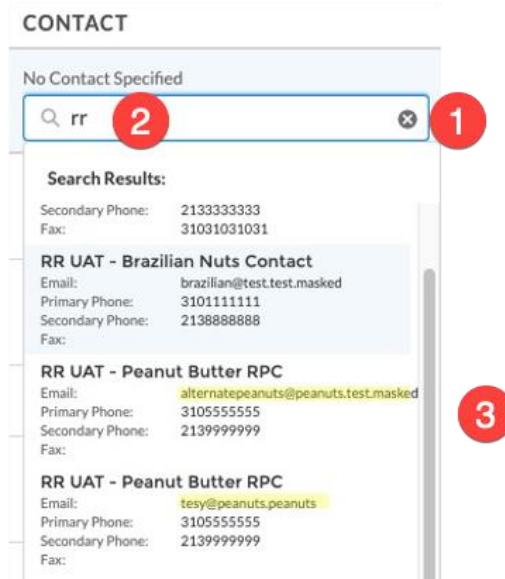 CONTACT
No Contact Specified
rr 2 1
Search Results:
Secondary Phone: 2133333333
Fax: 31031031031
RR UAT - Brazilian Nuts Contact
Email: brazilian@test.test.masked
Primary Phone: 3101111111
Secondary Phone: 2138888888
Fax:
RR UAT - Peanut Butter RPC
Email: alternatepeanuts@peanuts.test.masked
Primary Phone: 3105555555
3
Secondary Phone: 2139999999
Fax:
RR UAT - Peanut Butter RPC
Email: tesy@peanuts.peanuts
Primary Phone: 3105555555
Secondary Phone: 2139999999
Fax: